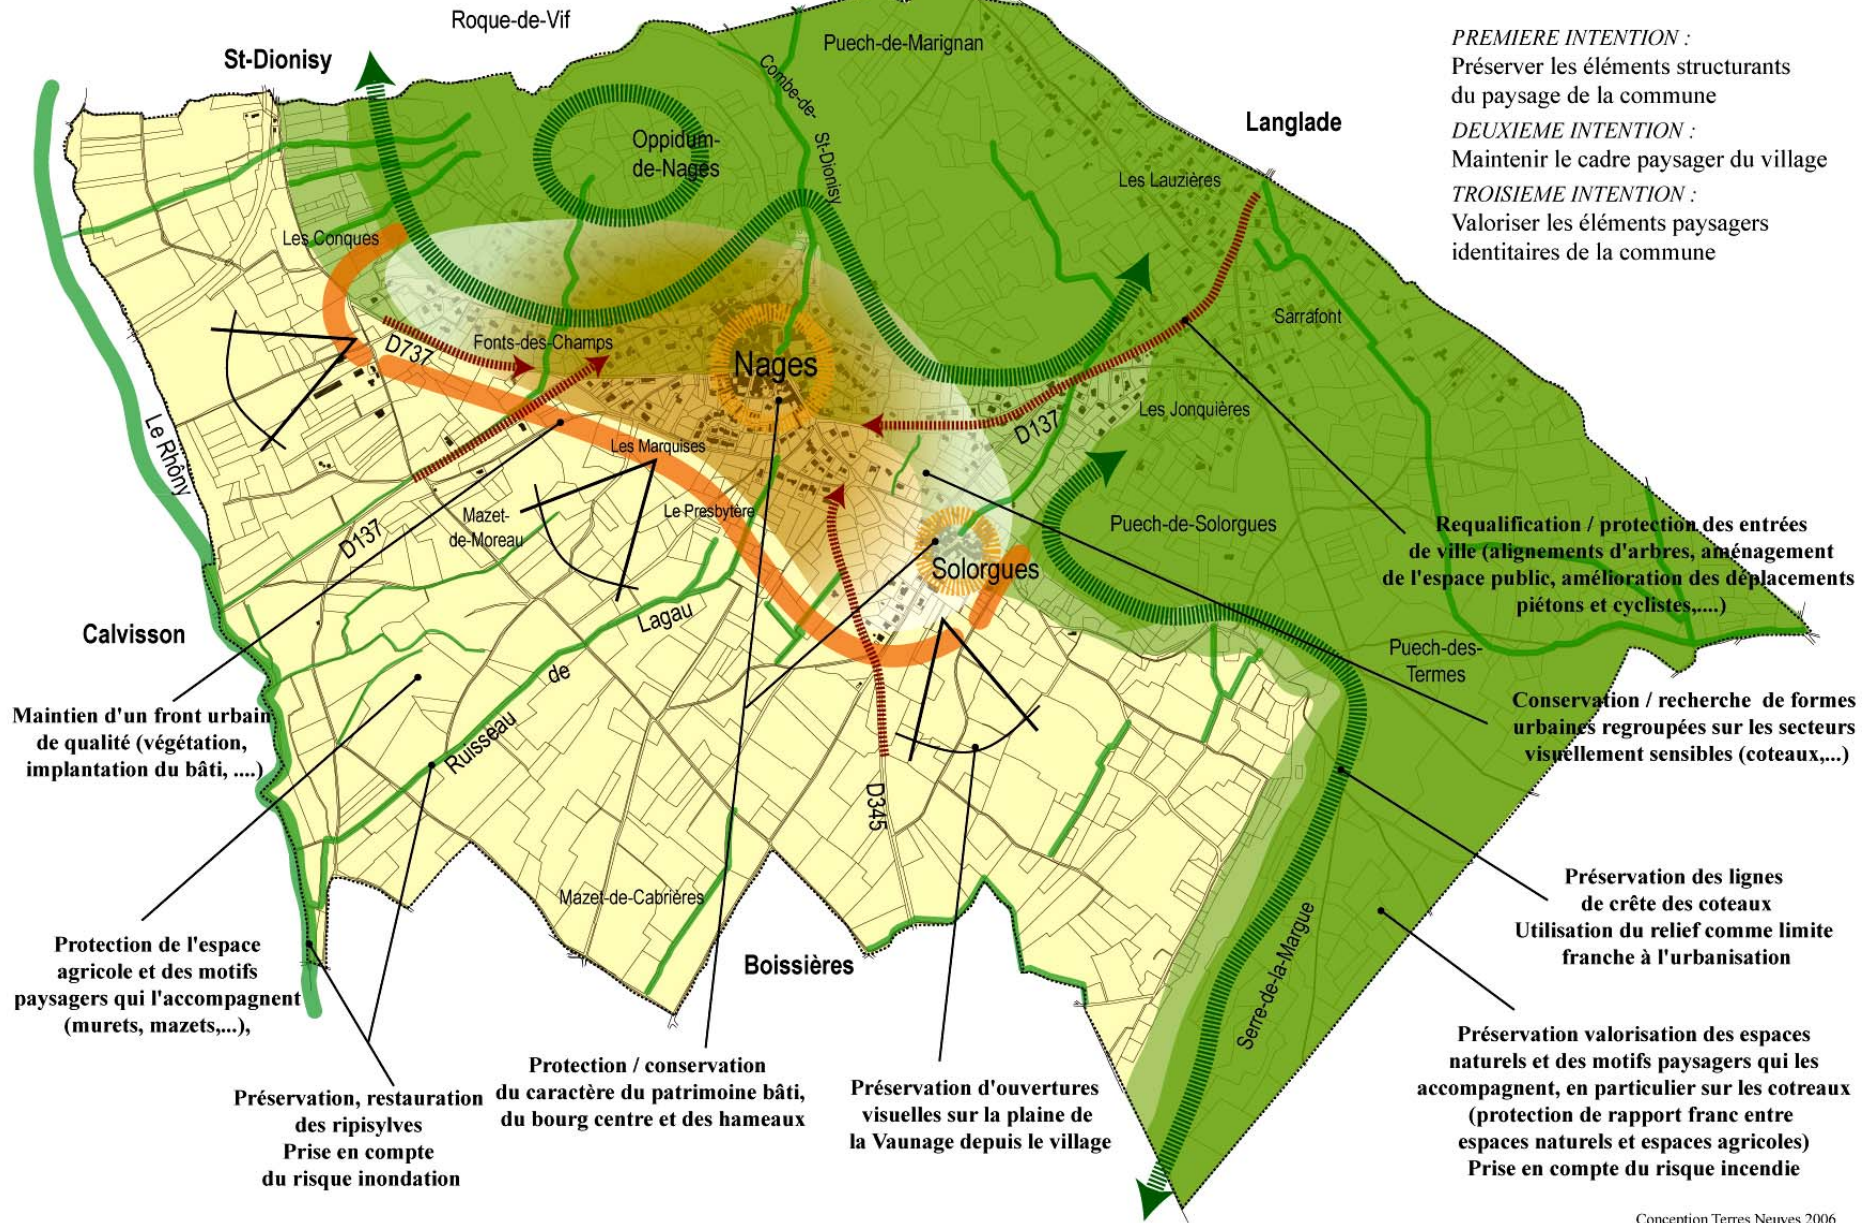 Roque-de-Vif
Puech-de-Marignan
St-Dionisy
Combe-de-
St-Dionisy
Langlade
Oppidum-
de-Nages
Les Lauzières
Les Conques
Sarrafont
D737
Fonts-des-Champs
Nages
Les Jonquières
D137
Le Rhôny
Les Marquises
Le Presbytère
Mazet-
de-Moreau
D137
Puech-de-Solorgues
Solorgues
Lagau
de
Ruisseau
Calvisson
Puech-des-
Termes
D345
Mazet-de-Cabrières
Boissières
Serre-de-la-Margue
PREMIERE INTENTION :
Préserver les éléments structurants
du paysage de la commune
DEUXIEME INTENTION :
Maintenir le cadre paysager du village
TROISIEME INTENTION :
Valoriser les éléments paysagers
identitaires de la commune
Requalification / protection des entrées
de ville (alignements d'arbres, aménagement
de l'espace public, amélioration des déplacements
piétons et cyclistes,....)
Conservation / recherche de formes
urbaines regroupées sur les secteurs
visuellement sensibles (coteaux,...)
Préservation des lignes
de crête des coteaux
Utilisation du relief comme limite
franche à l'urbanisation
Préservation valorisation des espaces
naturels et des motifs paysagers qui les
accompagnent, en particulier sur les cotreaux
(protection de rapport franc entre
espaces naturels et espaces agricoles)
Prise en compte du risque incendie
Maintien d'un front urbain
de qualité (végétation,
implantation du bâti, ....)
Protection de l'espace
agricole et des motifs
paysagers qui l'accompagnent
(murets, mazets,...),
Préservation, restauration
des ripisylves
Prise en compte
du risque inondation
Protection / conservation
du caractère du patrimoine bâti,
du bourg centre et des hameaux
Préservation d'ouvertures
visuelles sur la plaine de
la Vaunage depuis le village
Conception Terres Neuves 2006